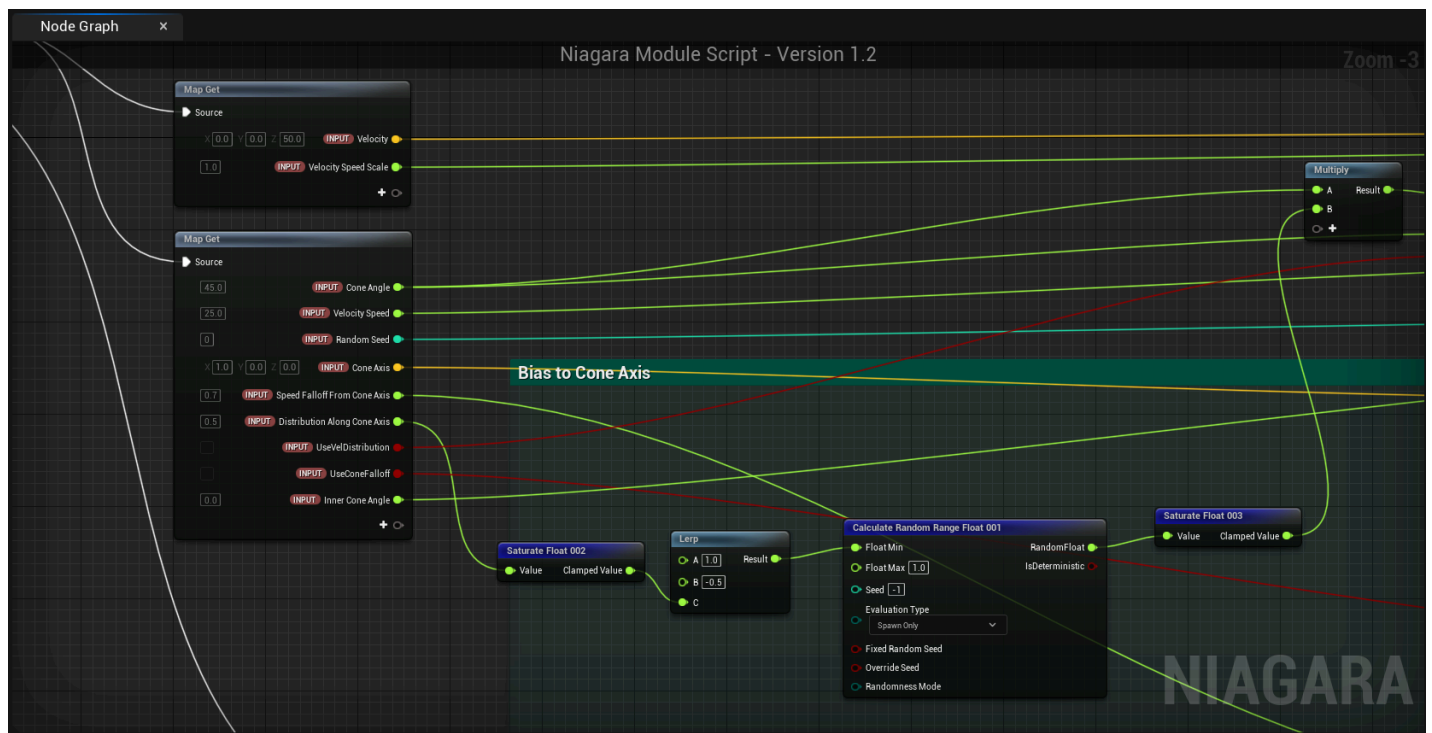 Node Graph ×
Niagara Module Script - Version 1.2
Zoom -3
Map Get
Source
X 0.0 Y 0.0 Z 50.0 INPUT Velocity
1.0 INPUT Velocity Speed Scale
Map Get
Source
45.0 INPUT Cone Angle
25.0 INPUT Velocity Speed
0 INPUT Random Seed
X 1.0 Y 0.0 Z 0.0 INPUT Cone Axis
0.7 INPUT Speed Falloff From Cone Axis
0.5 INPUT Distribution Along Cone Axis
INPUT UseVelDistribution
INPUT UseConeFalloff
0.0 INPUT Inner Cone Angle
Multiply
A Result
B
Bias to Cone Axis
Saturate Float 002
Value Clamped Value
Lerp
A 1.0 Result
B -0.5
C
Calculate Random Range Float 001
Float Min RandomFloat
Float Max 1.0 IsDeterministic
Seed -1
Evaluation Type
Spawn Only
Fixed Random Seed
Override Seed
Randomness Mode
Saturate Float 003
Value Clamped Value
NIAGARA